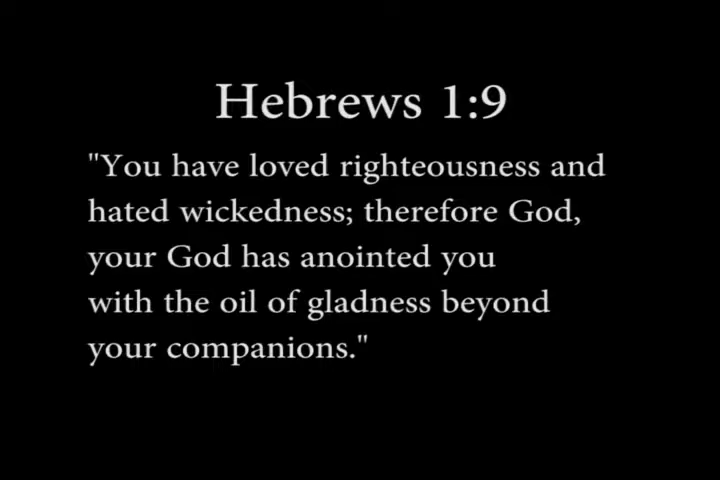 Hebrews 1:9
"You have loved righteousness and
hated wickedness; therefore God,
your God has anointed you
with the oil of gladness beyond
your companions."